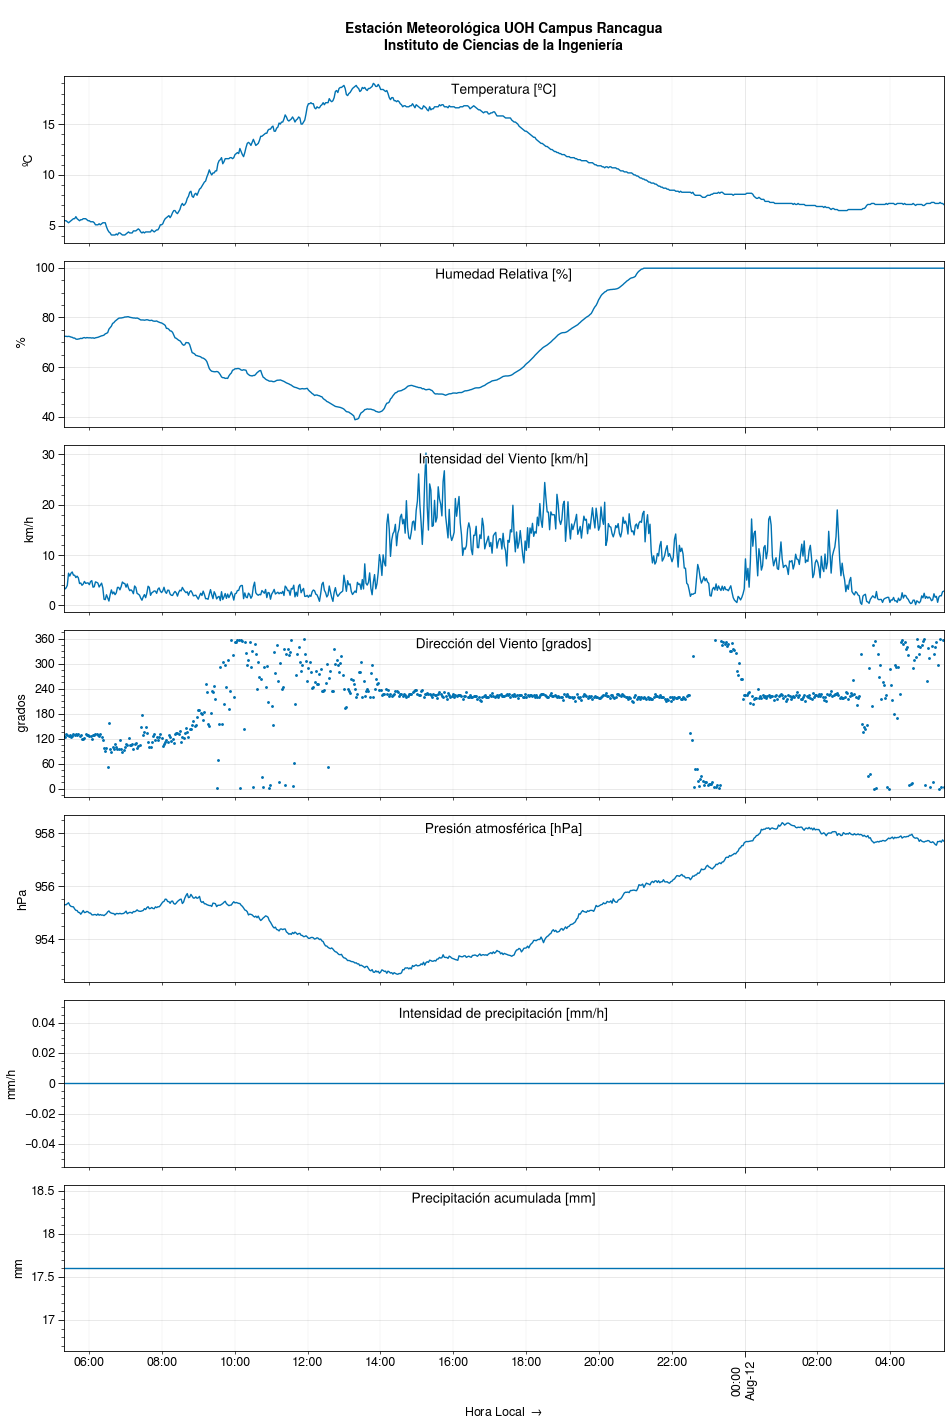 Estación Meteorológica UOH Campus Rancagua
Instituto de Ciencias de la Ingeniería
Temperatura [ºC]
ºC
15
10
5
Humedad Relativa [%]
%
100
80
60
40
Intensidad del Viento [km/h]
km/h
30
20
10
0
Dirección del Viento [grados]
grados
360
300
240
180
120
60
0
Presión atmosférica [hPa]
hPa
958
956
954
Intensidad de precipitación [mm/h]
mm/h
0.04
0.02
0
−0.02
−0.04
Precipitación acumulada [mm]
mm
18.5
18
17.5
17
06:00 08:00 10:00 12:00 14:00 16:00 18:00 20:00 22:00 00:00 02:00 04:00
Aug-12
Hora Local →